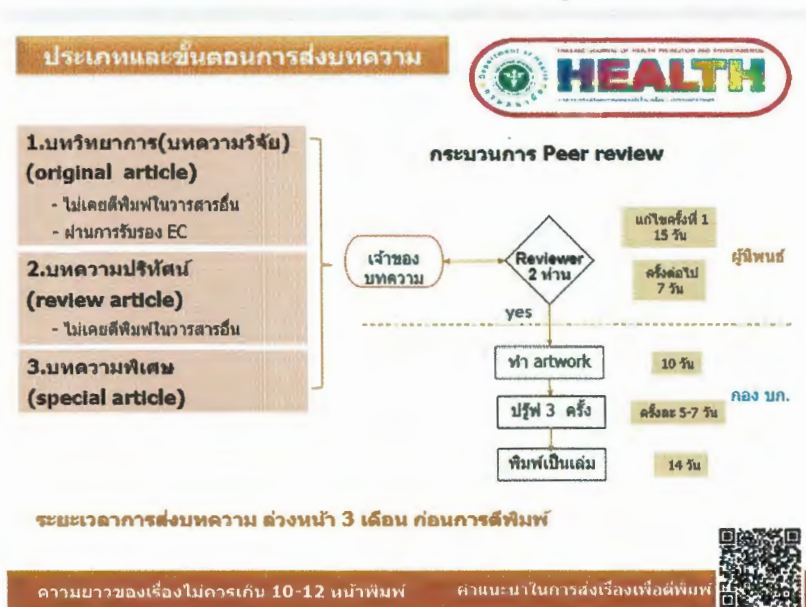 ประเภทและขั้นตอนการส่งบทความ
THAILAND JOURNAL OF HEALTH PROMOTION AND ENVIRONMENTAL
Department of Health
HEALTH
1.บทวิทยาการ(บทความวิจัย)
(original article)
- ไม่เคยตีพิมพ์ในวารสารอื่น
- ผ่านการรับรอง EC
2.บทความปริทัศน์
(review article)
- ไม่เคยตีพิมพ์ในวารสารอื่น
3.บทความพิเศษ
(special article)
กระบวนการ Peer review
เจ้าของ
บทความ
Reviewer
2 ท่าน
แก้ไขครั้งที่ 1
15 วัน
ครั้งต่อไป
7 วัน
ผู้นิพนธ์
yes
ทำ artwork
10 วัน
ปรู๊ฟ 3 ครั้ง
ครั้งละ 5-7 วัน
กอง บก.
พิมพ์เป็นเล่ม
14 วัน
ระยะเวลาการส่งบทความ ล่วงหน้า 3 เดือน ก่อนการตีพิมพ์
ความยาวของเรื่องไม่ควรเกิน 10-12 หน้าพิมพ์
คำแนะนำในการส่งเรื่องเพื่อตีพิมพ์